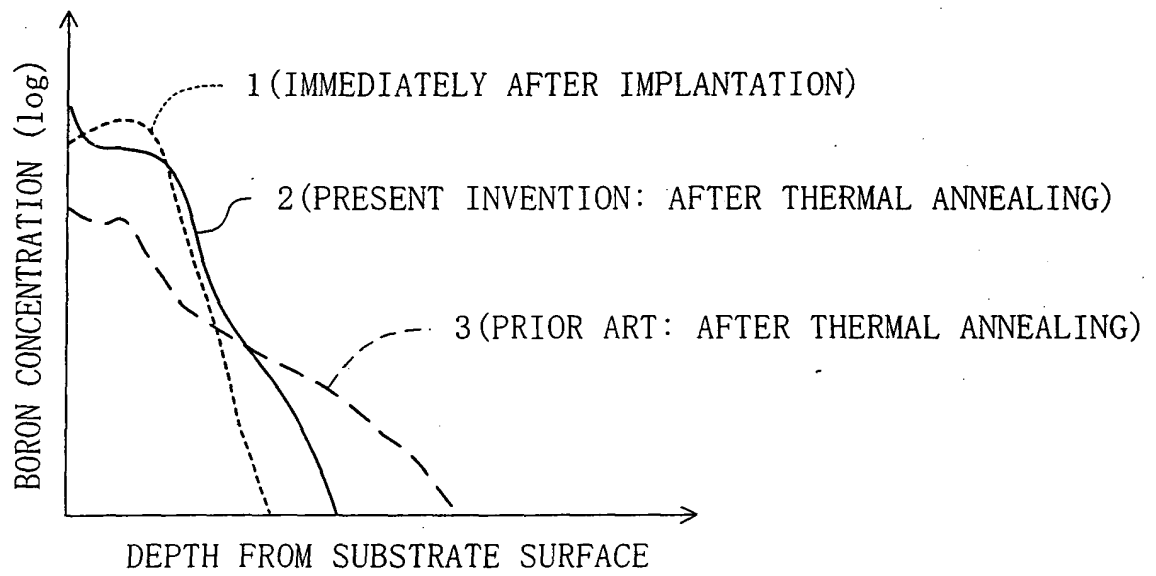 BORON CONCENTRATION (log)
1(IMMEDIATELY AFTER IMPLANTATION)
2(PRESENT INVENTION: AFTER THERMAL ANNEALING)
3(PRIOR ART: AFTER THERMAL ANNEALING)
DEPTH FROM SUBSTRATE SURFACE